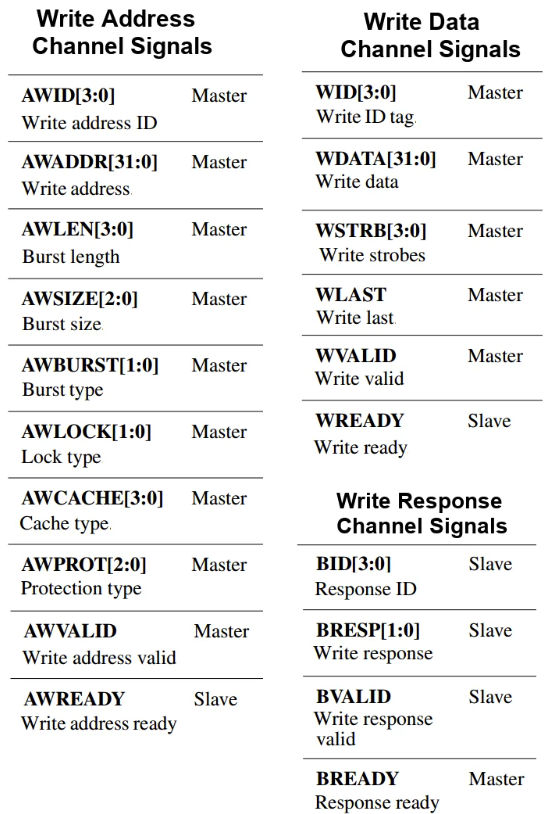 Write Address
Channel Signals
AWID[3:0] Master
Write address ID
AWADDR[31:0] Master
Write address.
AWLEN[3:0] Master
Burst length
AWSIZE[2:0] Master
Burst size.
AWBURST[1:0] Master
Burst type
AWLOCK[1:0] Master
Lock type
AWCACHE[3:0] Master
Cache type.
AWPROT[2:0] Master
Protection type
AWVALID Master
Write address valid
AWREADY Slave
Write address ready
Write Data
Channel Signals
WID[3:0] Master
Write ID tag.
WDATA[31:0] Master
Write data
WSTRB[3:0] Master
Write strobes
WLAST Master
Write last.
WVALID Master
Write valid
WREADY Slave
Write ready
Write Response
Channel Signals
BID[3:0] Slave
Response ID
BRESP[1:0] Slave
Write response
BVALID Slave
Write response
valid
BREADY Master
Response ready